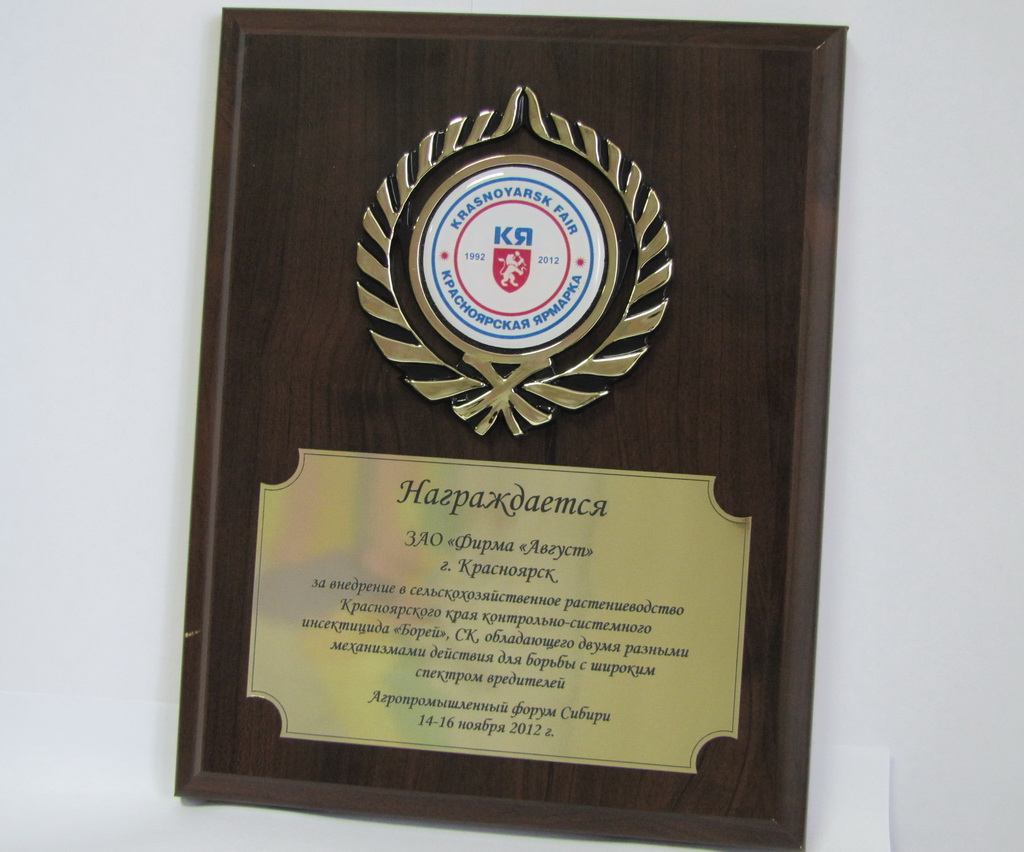 KRASNOYARSK FAIR
КЯ
1992 2012
КРАСНОЯРСКАЯ ЯРМАРКА
Награждается
ЗАО «Фирма «Август»
г. Красноярск
за внедрение в сельскохозяйственное растениеводство
Красноярского края контрольно-системного
инсектицида «Борей», СК, обладающего двумя разными
механизмами действия для борьбы с широким
спектром вредителей
Агропромышленный форум Сибири
14-16 ноября 2012 г.